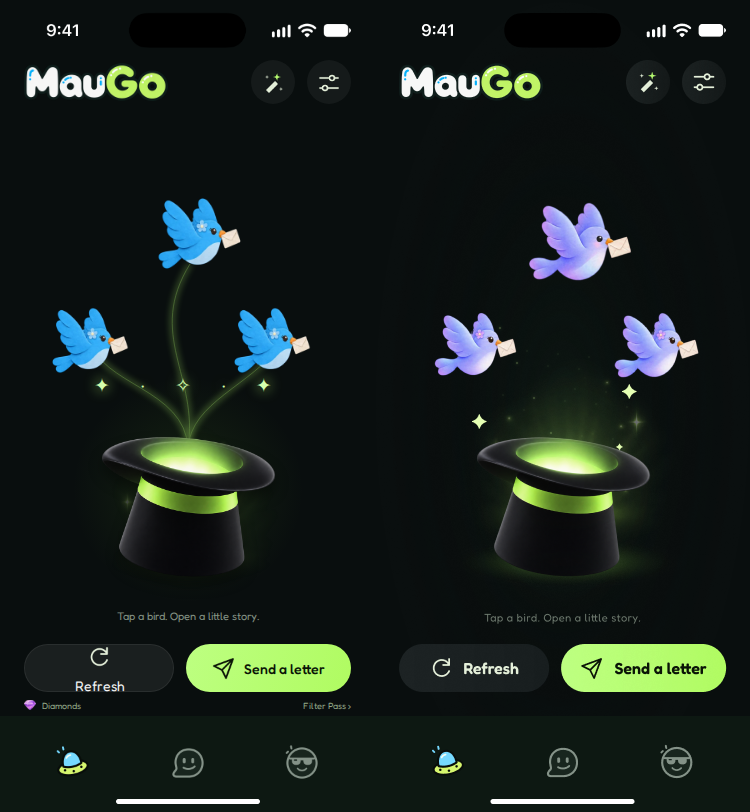 9:41
MauGo
Tap a bird. Open a little story.
Refresh
Send a letter
Diamonds
Filter Pass ›
9:41
MauGo
Tap a bird. Open a little story.
Refresh
Send a letter